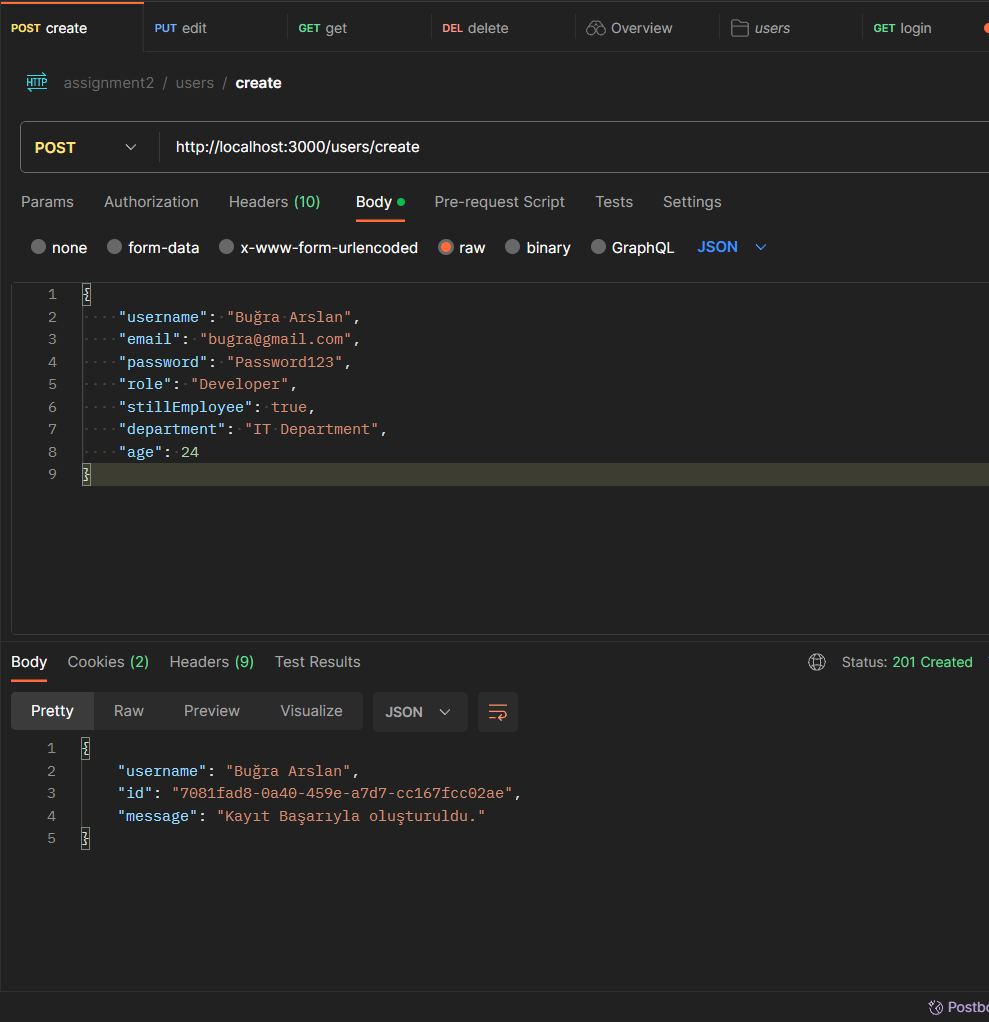 POST create PUT edit GET get DEL delete Overview users GET login
HTTP assignment2 / users / create
POST http://localhost:3000/users/create
Params Authorization Headers (10) Body Pre-request Script Tests Settings
none form-data x-www-form-urlencoded raw binary GraphQL JSON
1 {
2 ····"username":·"Buğra·Arslan",
3 ····"email":·"bugra@gmail.com",
4 ····"password":·"Password123",
5 ····"role":·"Developer",
6 ····"stillEmployee":·true,
7 ····"department":·"IT·Department",
8 ····"age":·24
9 }
Body Cookies (2) Headers (9) Test Results Status: 201 Created
Pretty Raw Preview Visualize JSON
1 {
2 "username": "Buğra Arslan",
3 "id": "7081fad8-0a40-459e-a7d7-cc167fcc02ae",
4 "message": "Kayıt Başarıyla oluşturuldu."
5 }